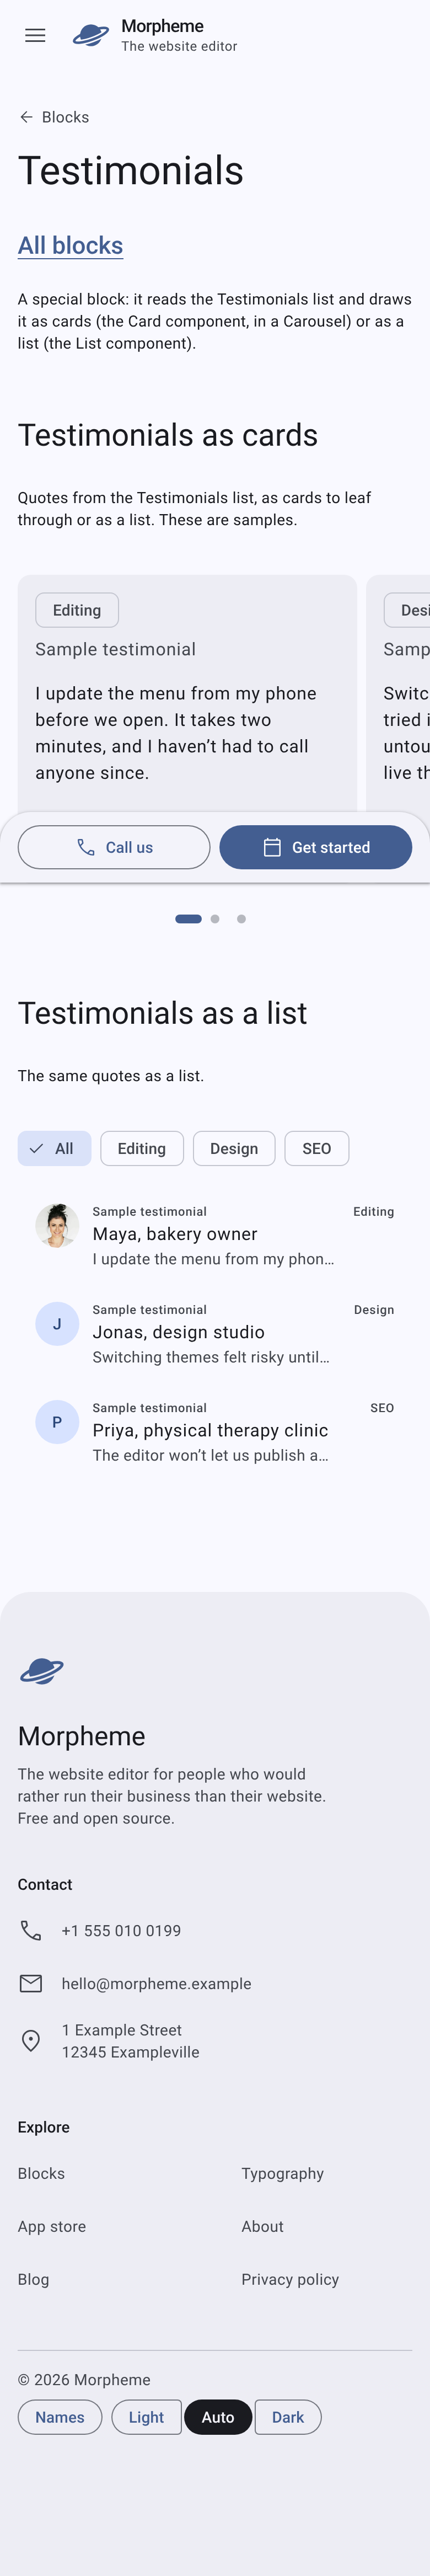 Morpheme
The website editor
Blocks
Testimonials
All blocks
A special block: it reads the Testimonials list and draws
it as cards (the Card component, in a Carousel) or as a
list (the List component).
Testimonials as cards
Quotes from the Testimonials list, as cards to leaf
through or as a list. These are samples.
Editing
Sample testimonial
I update the menu from my phone
before we open. It takes two
minutes, and I haven’t had to call
anyone since.
Desi
Samp
Switc
tried i
untou
live th
Call us
Get started
Testimonials as a list
The same quotes as a list.
All
Editing
Design
SEO
Sample testimonial
Editing
Maya, bakery owner
I update the menu from my phon…
Sample testimonial
Design
J
Jonas, design studio
Switching themes felt risky until…
Sample testimonial
SEO
P
Priya, physical therapy clinic
The editor won’t let us publish a…
Morpheme
The website editor for people who would
rather run their business than their website.
Free and open source.
Contact
+1 555 010 0199
hello@morpheme.example
1 Example Street
12345 Exampleville
Explore
Blocks
Typography
App store
About
Blog
Privacy policy
© 2026 Morpheme
Names
Light
Auto
Dark